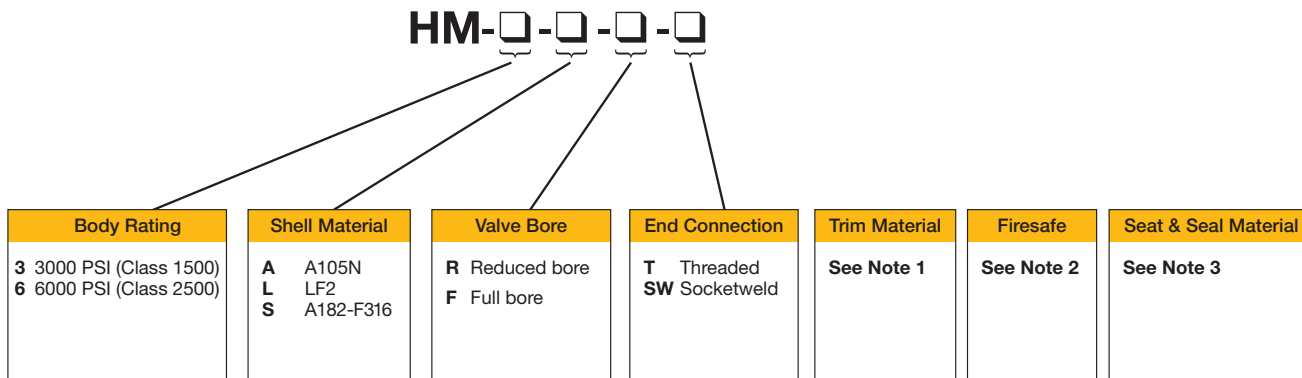 HM-❑-❑-❑-❑
Body Rating
3 3000 PSI (Class 1500)
6 6000 PSI (Class 2500)
Shell Material
A A105N
L LF2
S A182-F316
Valve Bore
R Reduced bore
F Full bore
End Connection
T Threaded
SW Socketweld
Trim Material
See Note 1
Firesafe
See Note 2
Seat & Seal Material
See Note 3